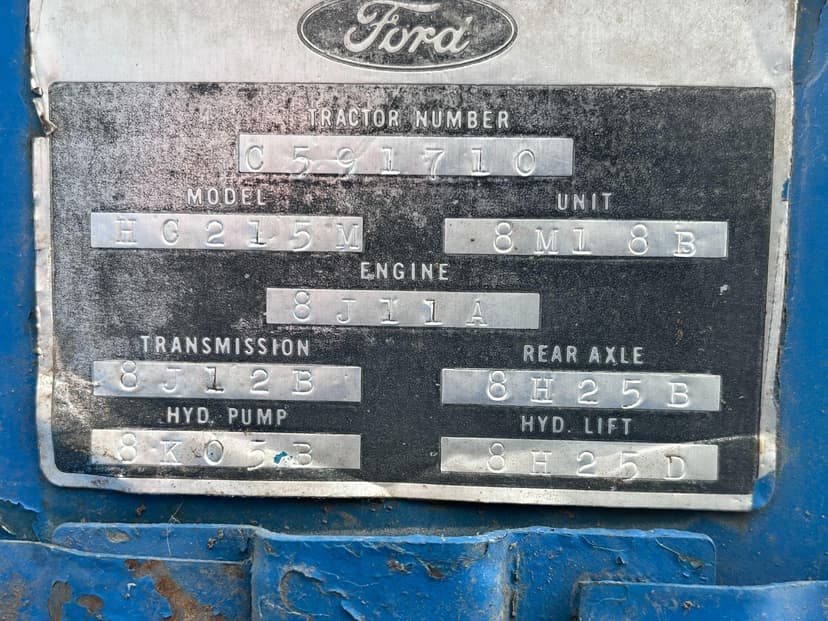 Ford
TRACTOR NUMBER
C591710
MODEL UNIT
HG215M 8M18B
ENGINE
8J11A
TRANSMISSION REAR AXLE
8J12B 8H25B
HYD. PUMP HYD. LIFT
8K05B 8H25D